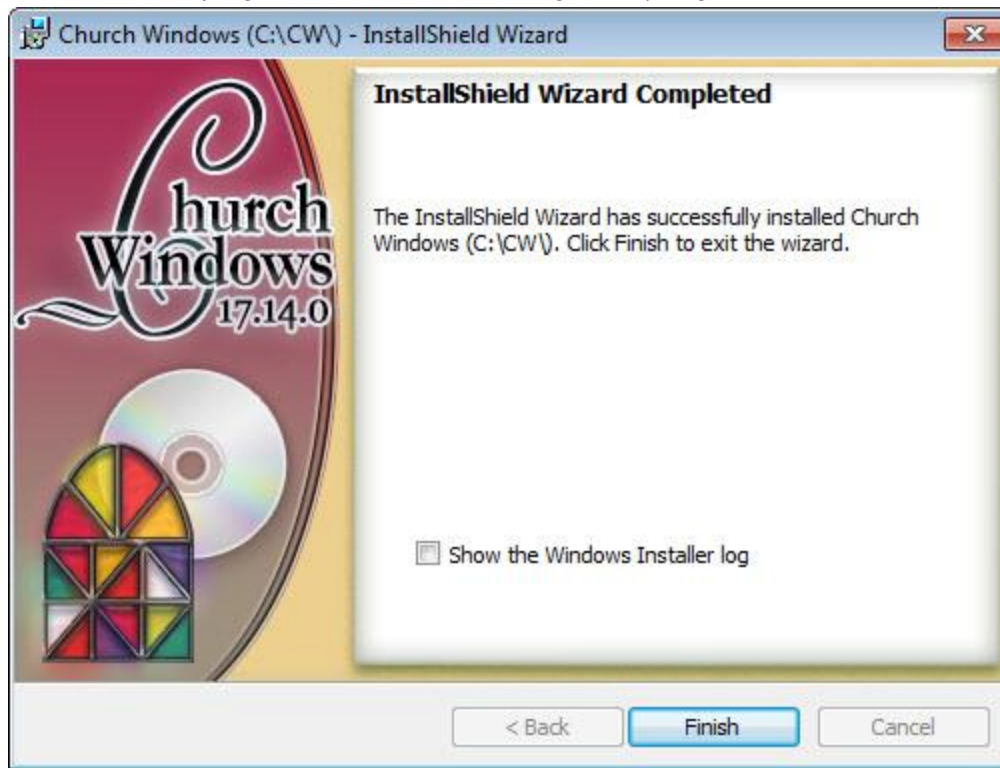 Church Windows (C:\CW\) - InstallShield Wizard
Church
Windows
17.14.0
InstallShield Wizard Completed
The InstallShield Wizard has successfully installed Church
Windows (C:\CW\). Click Finish to exit the wizard.
Show the Windows Installer log
< Back
Finish
Cancel